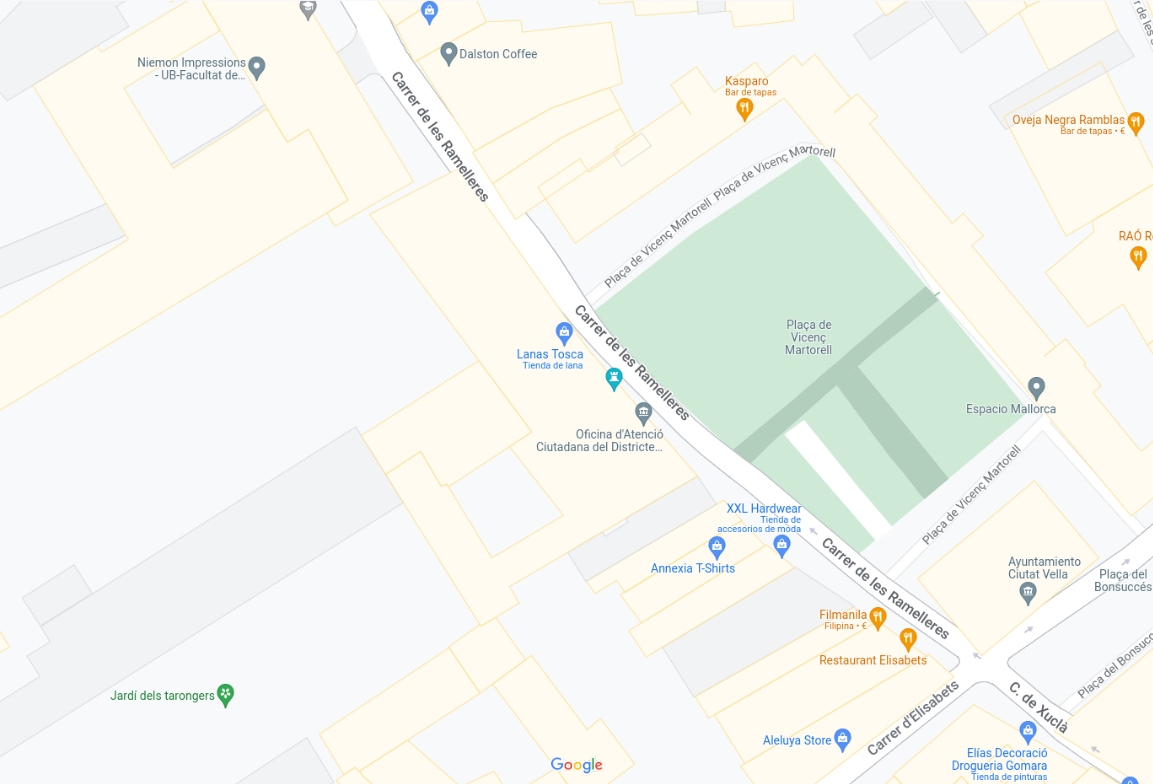 Niemon Impressions
- UB-Facultat de...
Dalston Coffee
Carrer de les Ramelleres
Kasparo
Bar de tapas
Oveja Negra Ramblas
Bar de tapas • €
Plaça de Vicenç Martorell
Plaça de Vicenç Martorell
RAÓ R
Carrer de les Ramelleres
Lanas Tosca
Tienda de lana
Plaça de
Vicenç
Martorell
Espacio Mallorca
Oficina d'Atenció
Ciutadana del Districte...
Plaça de Vicenç Martorell
XXL Hardwear
Tienda de
accesorios de moda
Annexia T-Shirts
Carrer de les Ramelleres
Ayuntamiento
Ciutat Vella
Plaça del
Bonsuccés
Filmanila
Filipina • €
Restaurant Elisabets
Plaça del Bonsucc
Jardí dels tarongers
C. de Xuclà
Carrer d'Elisabets
Aleluya Store
Elías Decoració
Drogueria Gomara
Tienda de pinturas
Google